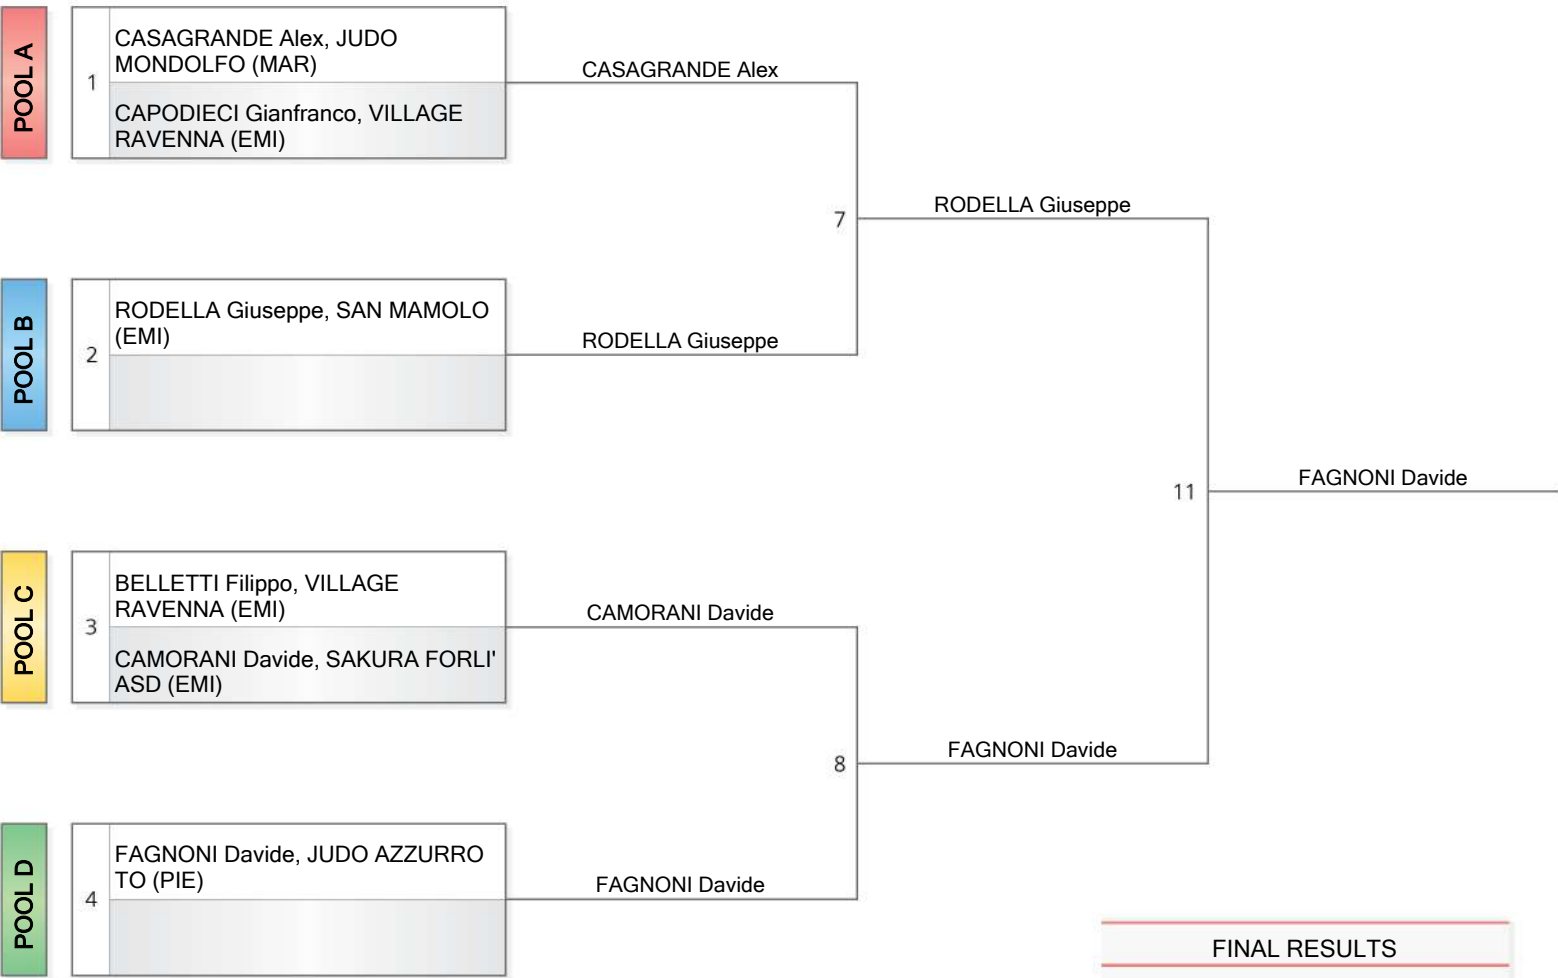 POOL A
1
CASAGRANDE Alex, JUDO
MONDOLFO (MAR)
CAPODIECI Gianfranco, VILLAGE
RAVENNA (EMI)
CASAGRANDE Alex
7
RODELLA Giuseppe
POOL B
2
RODELLA Giuseppe, SAN MAMOLO
(EMI)
RODELLA Giuseppe
11
FAGNONI Davide
POOL C
3
BELLETTI Filippo, VILLAGE
RAVENNA (EMI)
CAMORANI Davide, SAKURA FORLI'
ASD (EMI)
CAMORANI Davide
8
FAGNONI Davide
POOL D
4
FAGNONI Davide, JUDO AZZURRO
TO (PIE)
FAGNONI Davide
FINAL RESULTS